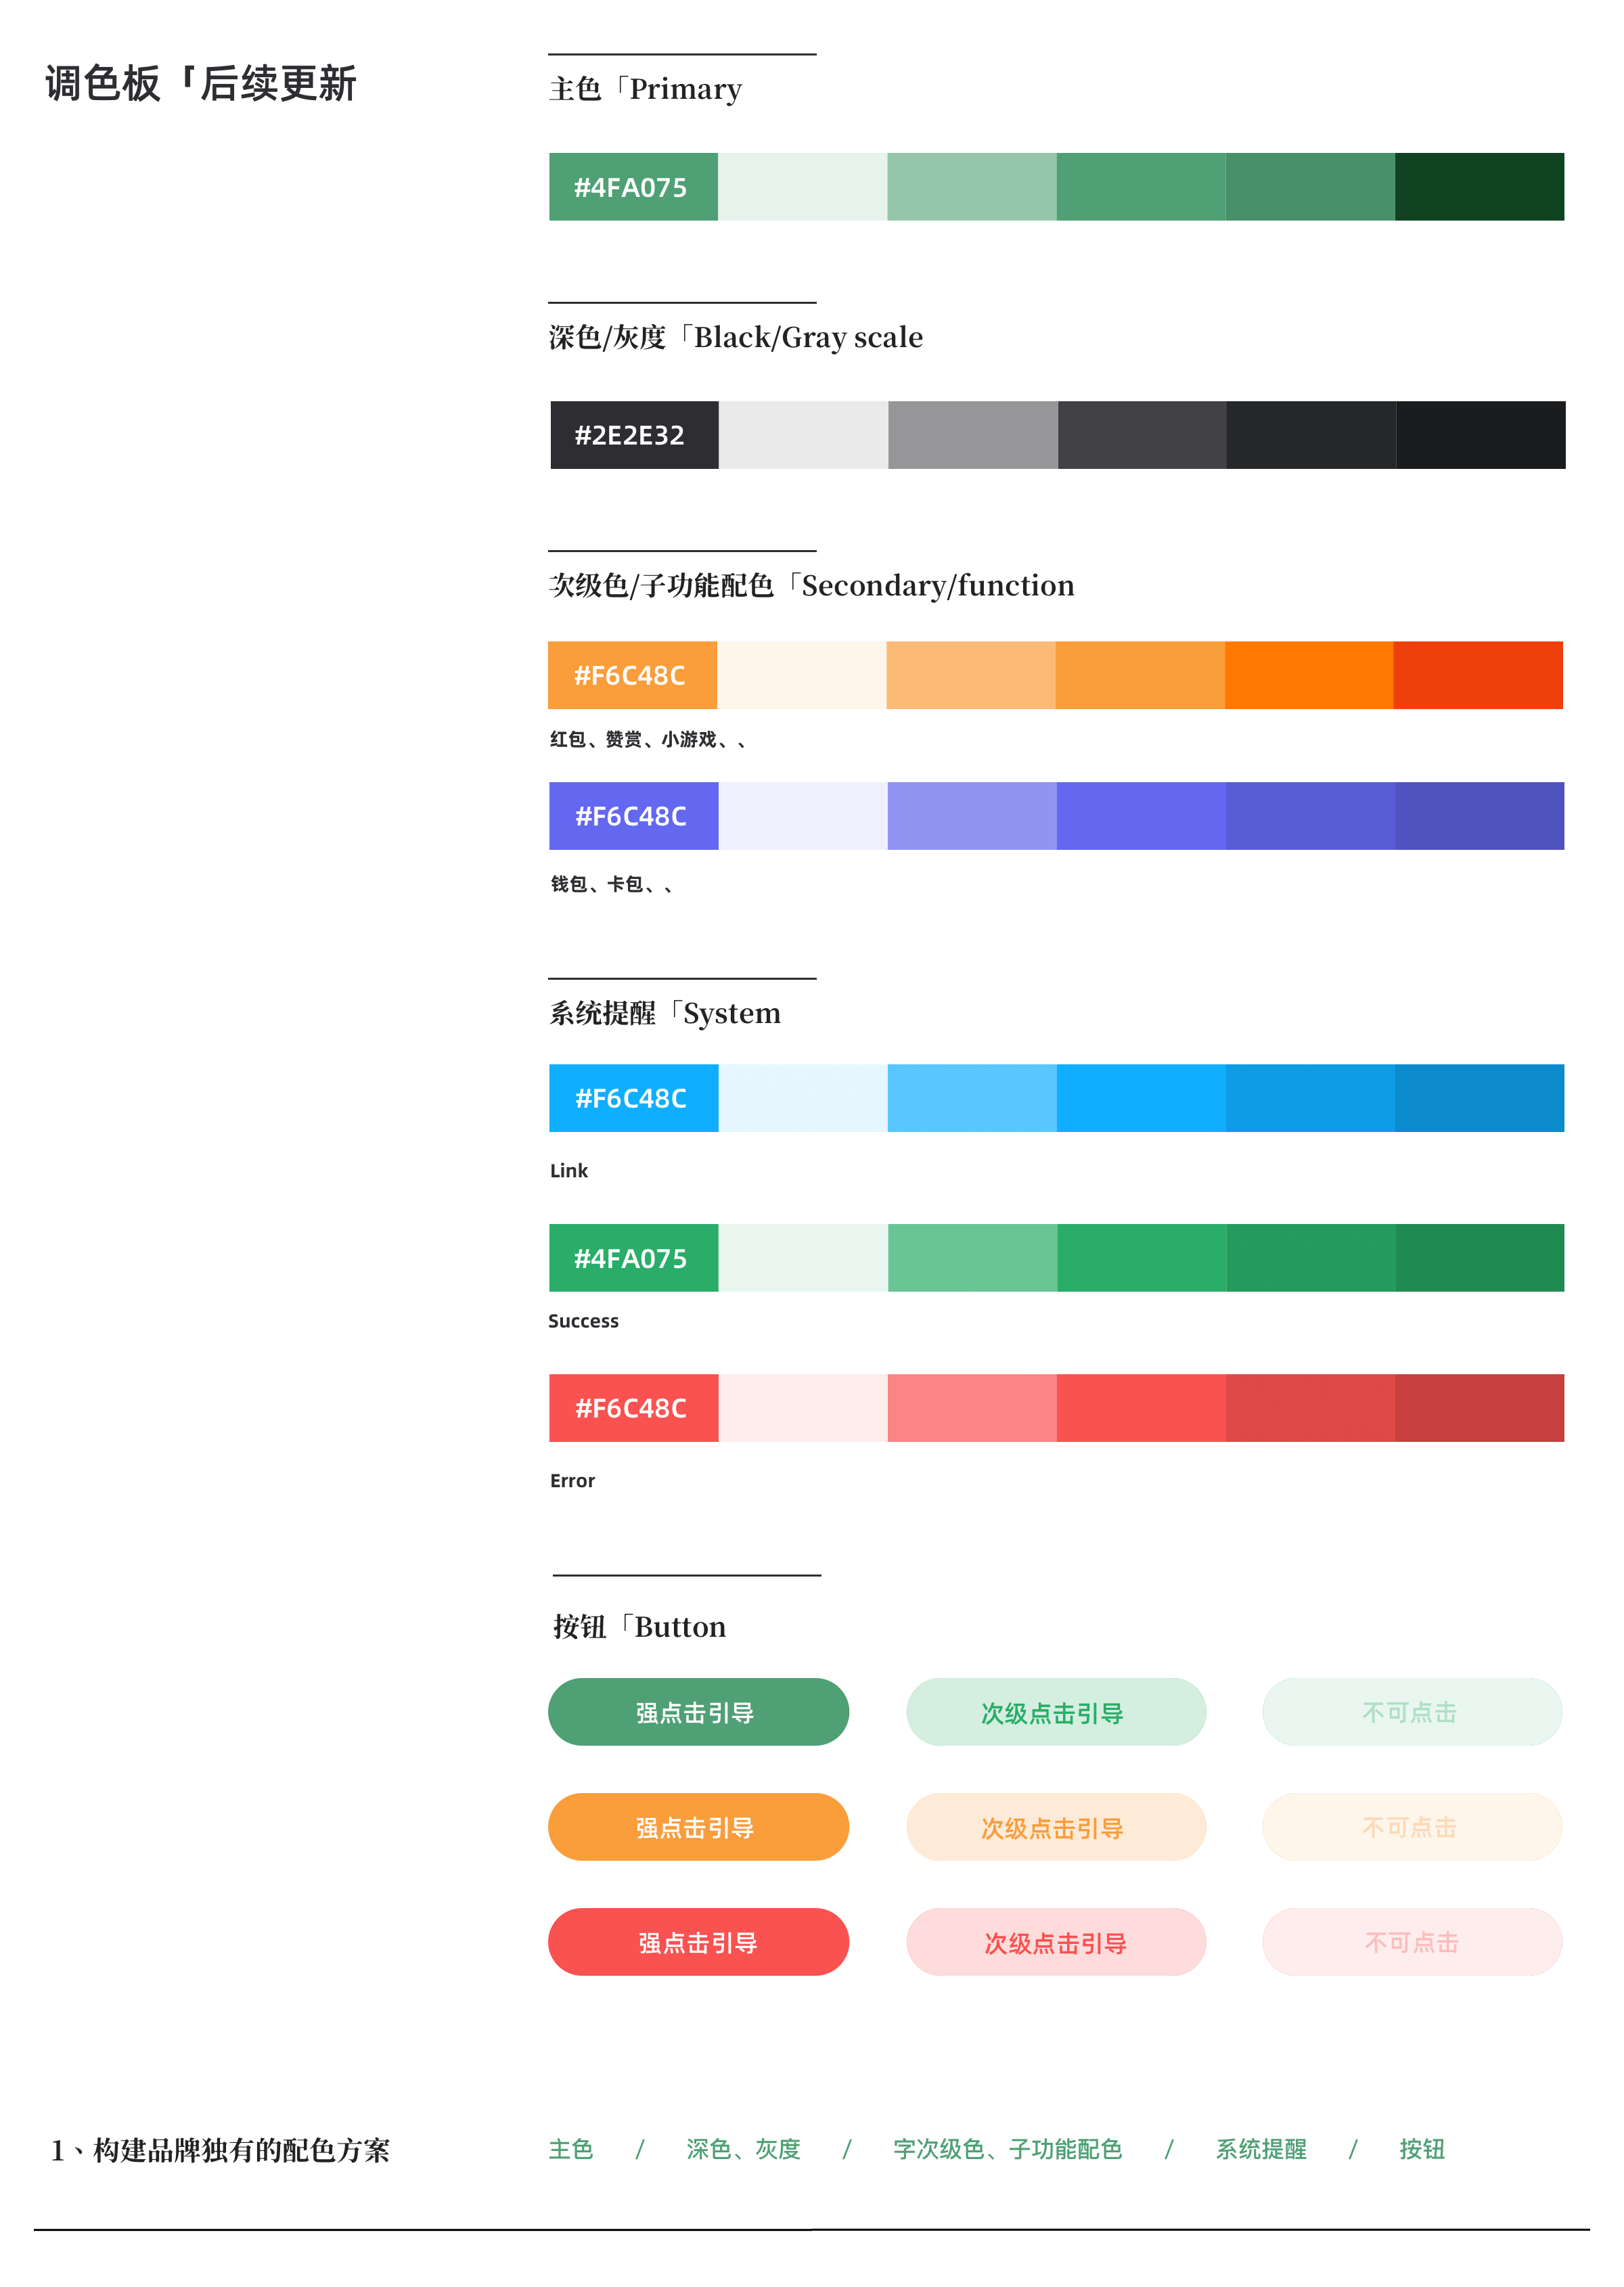 调色板「后续更新
主色「Primary
#4FA075
深色/灰度「Black/Gray scale
#2E2E32
次级色/子功能配色「Secondary/function
#F6C48C
红包、赞赏、小游戏、、
#F6C48C
钱包、卡包、、
系统提醒「System
#F6C48C
Link
#4FA075
Success
#F6C48C
Error
按钮「Button
强点击引导 次级点击引导 不可点击
强点击引导 次级点击引导 不可点击
强点击引导 次级点击引导 不可点击
1、构建品牌独有的配色方案 主色 / 深色、灰度 / 字次级色、子功能配色 / 系统提醒 / 按钮